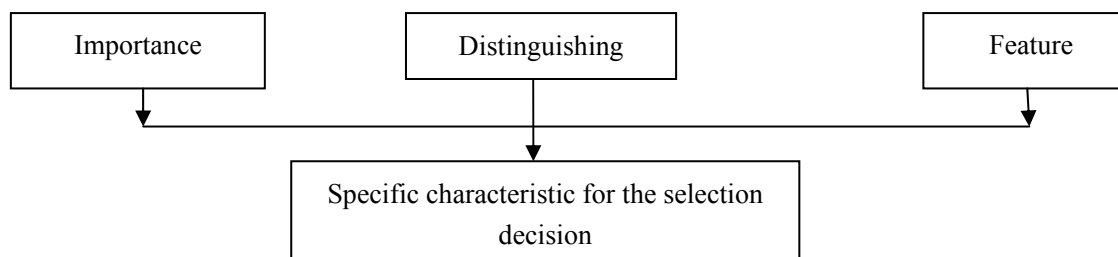 Importance
Distinguishing
Feature
Specific characteristic for the selection
decision